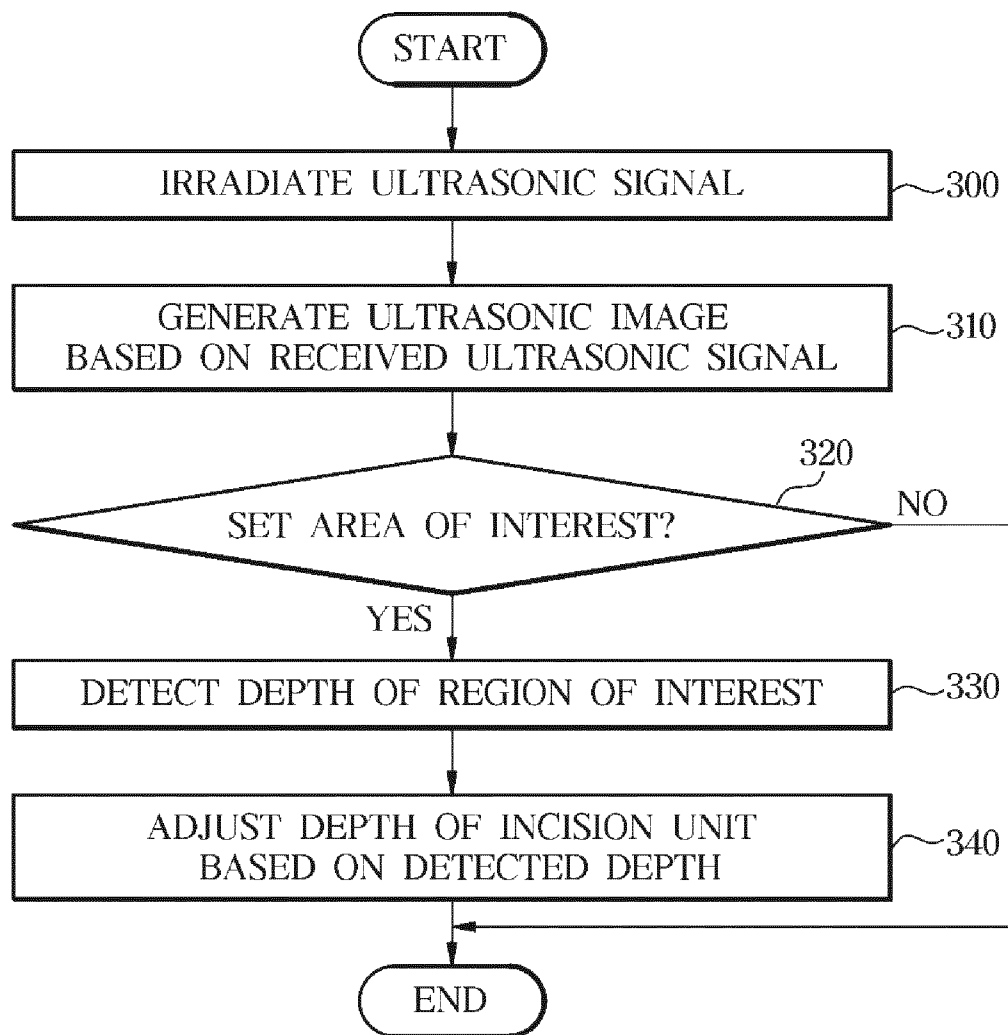 START
IRRADIATE ULTRASONIC SIGNAL
300
GENERATE ULTRASONIC IMAGE
BASED ON RECEIVED ULTRASONIC SIGNAL
310
320
SET AREA OF INTEREST?
NO
YES
DETECT DEPTH OF REGION OF INTEREST
330
ADJUST DEPTH OF INCISION UNIT
BASED ON DETECTED DEPTH
340
END